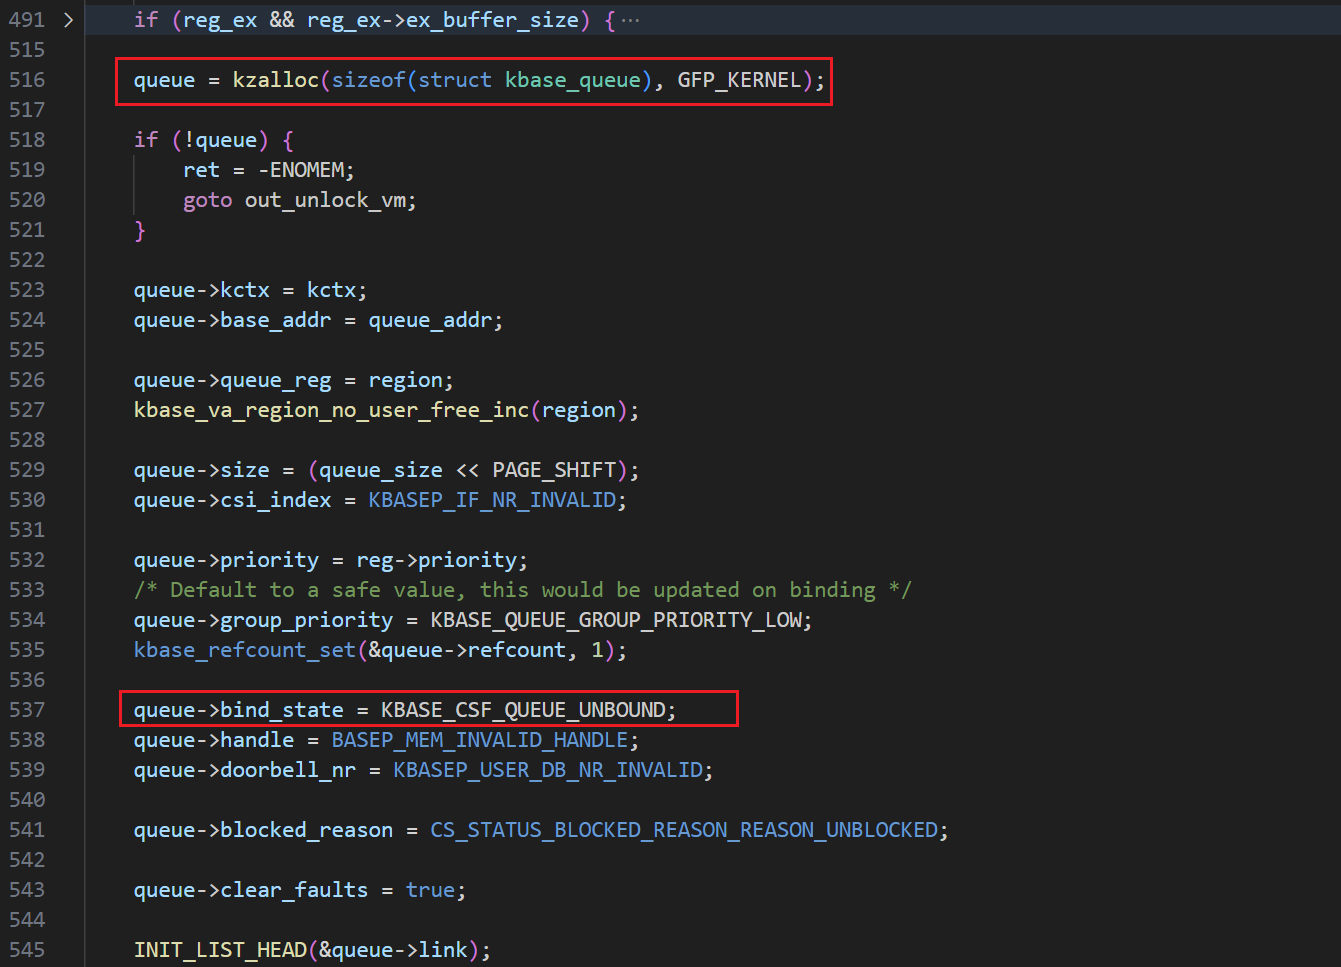 491 > if (reg_ex && reg_ex->ex_buffer_size) {···
515
516 queue = kzalloc(sizeof(struct kbase_queue), GFP_KERNEL);
517
518 if (!queue) {
519 ret = -ENOMEM;
520 goto out_unlock_vm;
521 }
522
523 queue->kctx = kctx;
524 queue->base_addr = queue_addr;
525
526 queue->queue_reg = region;
527 kbase_va_region_no_user_free_inc(region);
528
529 queue->size = (queue_size << PAGE_SHIFT);
530 queue->csi_index = KBASEP_IF_NR_INVALID;
531
532 queue->priority = reg->priority;
533 /* Default to a safe value, this would be updated on binding */
534 queue->group_priority = KBASE_QUEUE_GROUP_PRIORITY_LOW;
535 kbase_refcount_set(&queue->refcount, 1);
536
537 queue->bind_state = KBASE_CSF_QUEUE_UNBOUND;
538 queue->handle = BASEP_MEM_INVALID_HANDLE;
539 queue->doorbell_nr = KBASEP_USER_DB_NR_INVALID;
540
541 queue->blocked_reason = CS_STATUS_BLOCKED_REASON_REASON_UNBLOCKED;
542
543 queue->clear_faults = true;
544
545 INIT_LIST_HEAD(&queue->link);